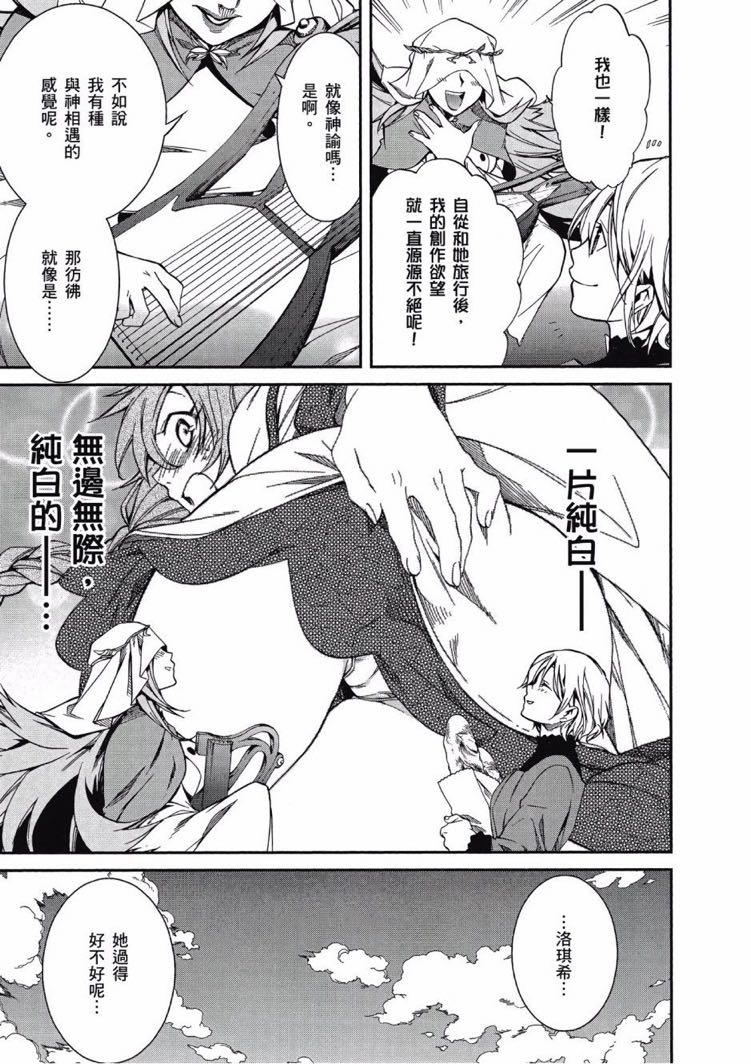 我也一樣！
自從和她旅行後，
我的創作欲望
就一直源源不絕呢！
就像神諭嗎…
是啊。
不如說
我有種
與神相遇的
感覺呢。
那彷彿
就像是……
一片純白——
無邊無際，
純白的——…
…洛琪希…
她過得
好不好呢…